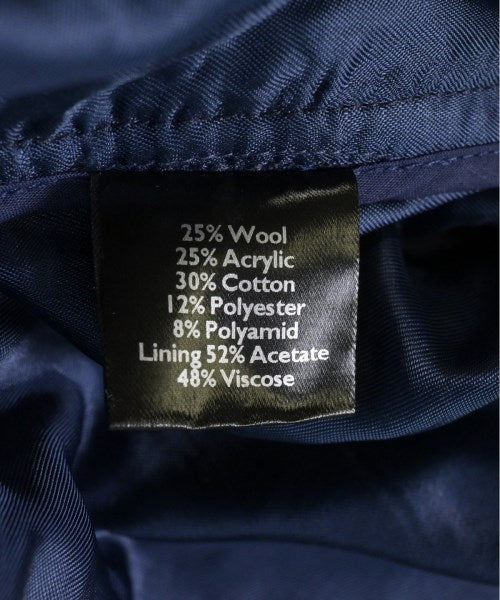 25% Wool
25% Acrylic
30% Cotton
12% Polyester
8% Polyamid
Lining 52% Acetate
48% Viscose